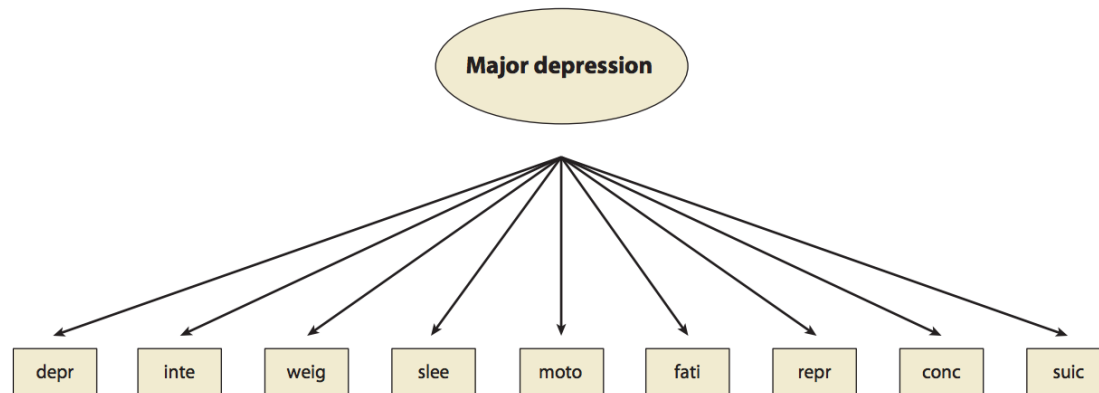 Major depression
depr inte weig slee moto fati repr conc suic